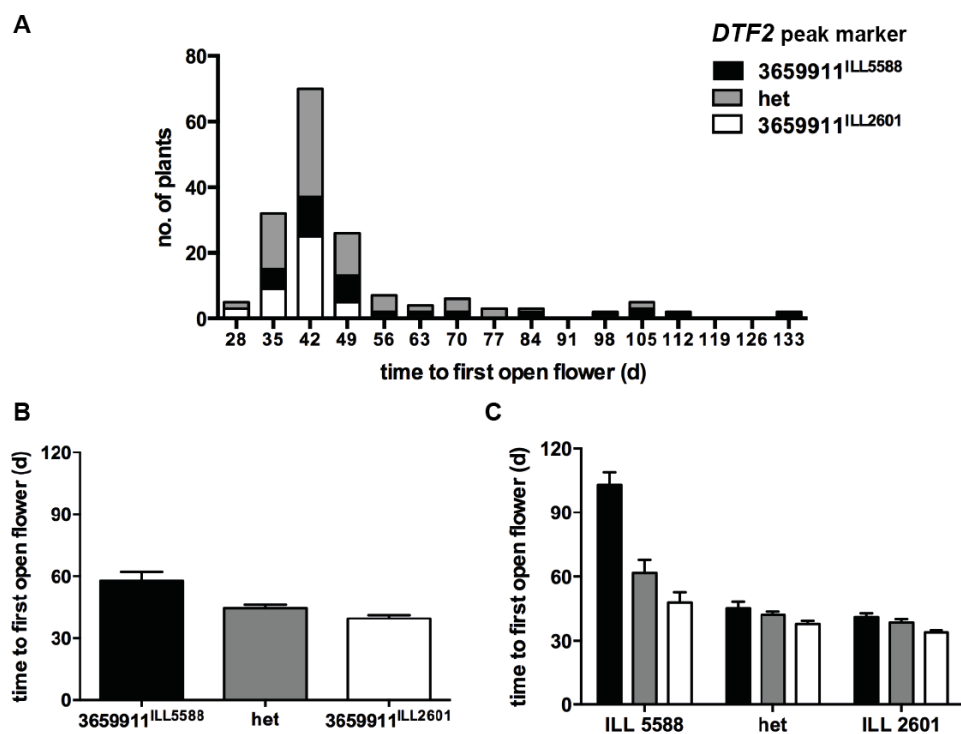 A
DTF2 peak marker
3659911ILL5588
het
3659911ILL2601
80
60
40
20
0
no. of plants
28 35 42 49 56 63 70 77 84 91 98 105 112 119 126 133
time to first open flower (d)
B
120
90
60
30
0
time to first open flower (d)
3659911ILL5588 het 3659911ILL2601
C
120
90
60
30
0
time to first open flower (d)
ILL 5588 het ILL 2601